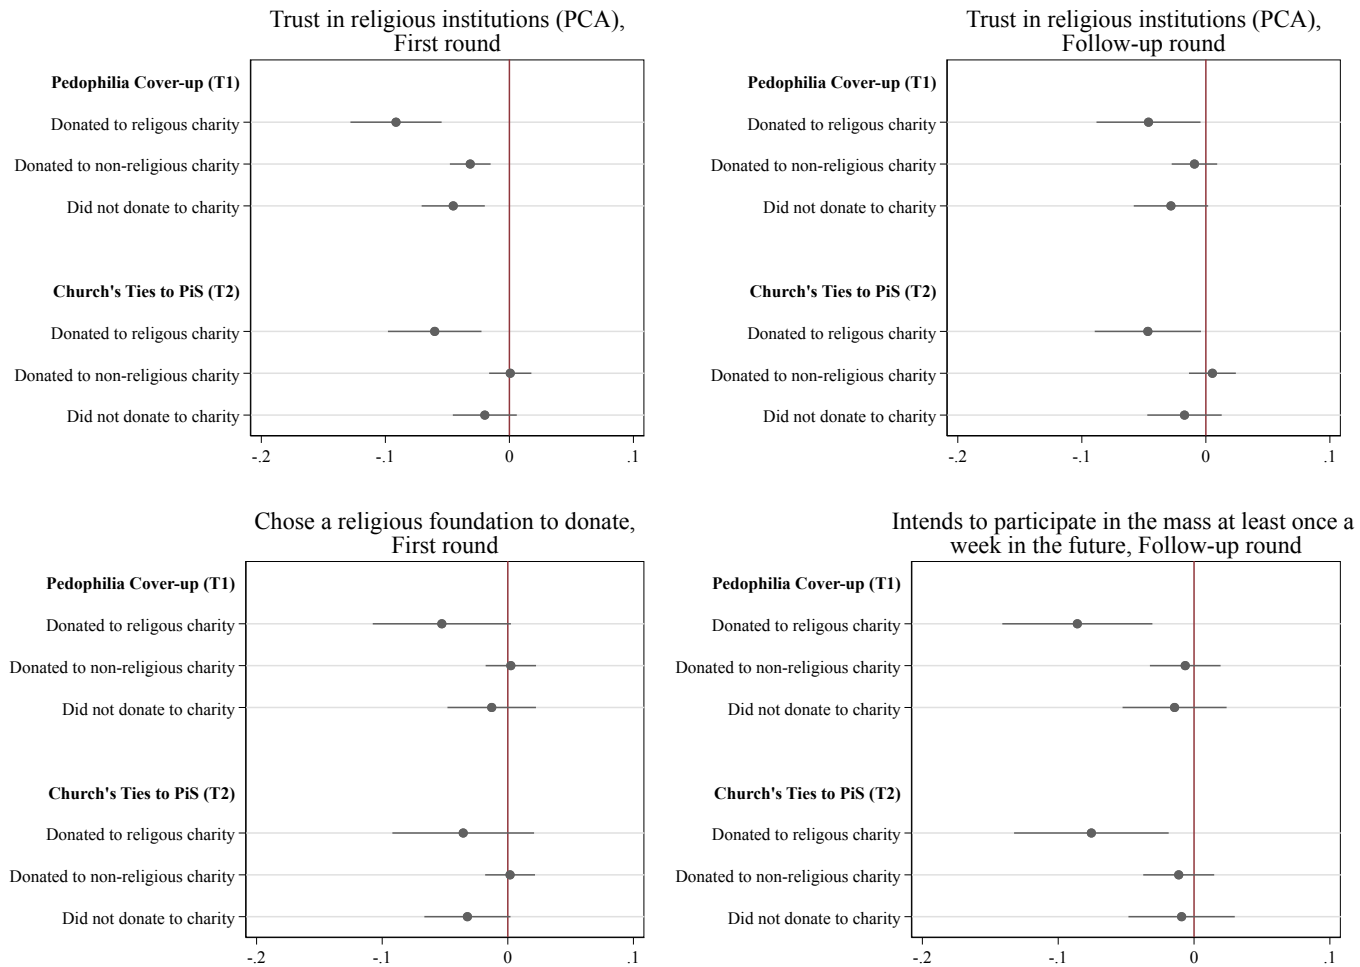 Trust in religious institutions (PCA),
First round
Pedophilia Cover-up (T1)
Donated to religous charity
Donated to non-religious charity
Did not donate to charity
Church's Ties to PiS (T2)
Donated to religous charity
Donated to non-religious charity
Did not donate to charity
-.2 -.1 0 .1
Trust in religious institutions (PCA),
Follow-up round
Pedophilia Cover-up (T1)
Donated to religous charity
Donated to non-religious charity
Did not donate to charity
Church's Ties to PiS (T2)
Donated to religous charity
Donated to non-religious charity
Did not donate to charity
-.2 -.1 0 .1
Chose a religious foundation to donate,
First round
Pedophilia Cover-up (T1)
Donated to religous charity
Donated to non-religious charity
Did not donate to charity
Church's Ties to PiS (T2)
Donated to religous charity
Donated to non-religious charity
Did not donate to charity
-.2 -.1 0 .1
Intends to participate in the mass at least once a
week in the future, Follow-up round
Pedophilia Cover-up (T1)
Donated to religous charity
Donated to non-religious charity
Did not donate to charity
Church's Ties to PiS (T2)
Donated to religous charity
Donated to non-religious charity
Did not donate to charity
-.2 -.1 0 .1